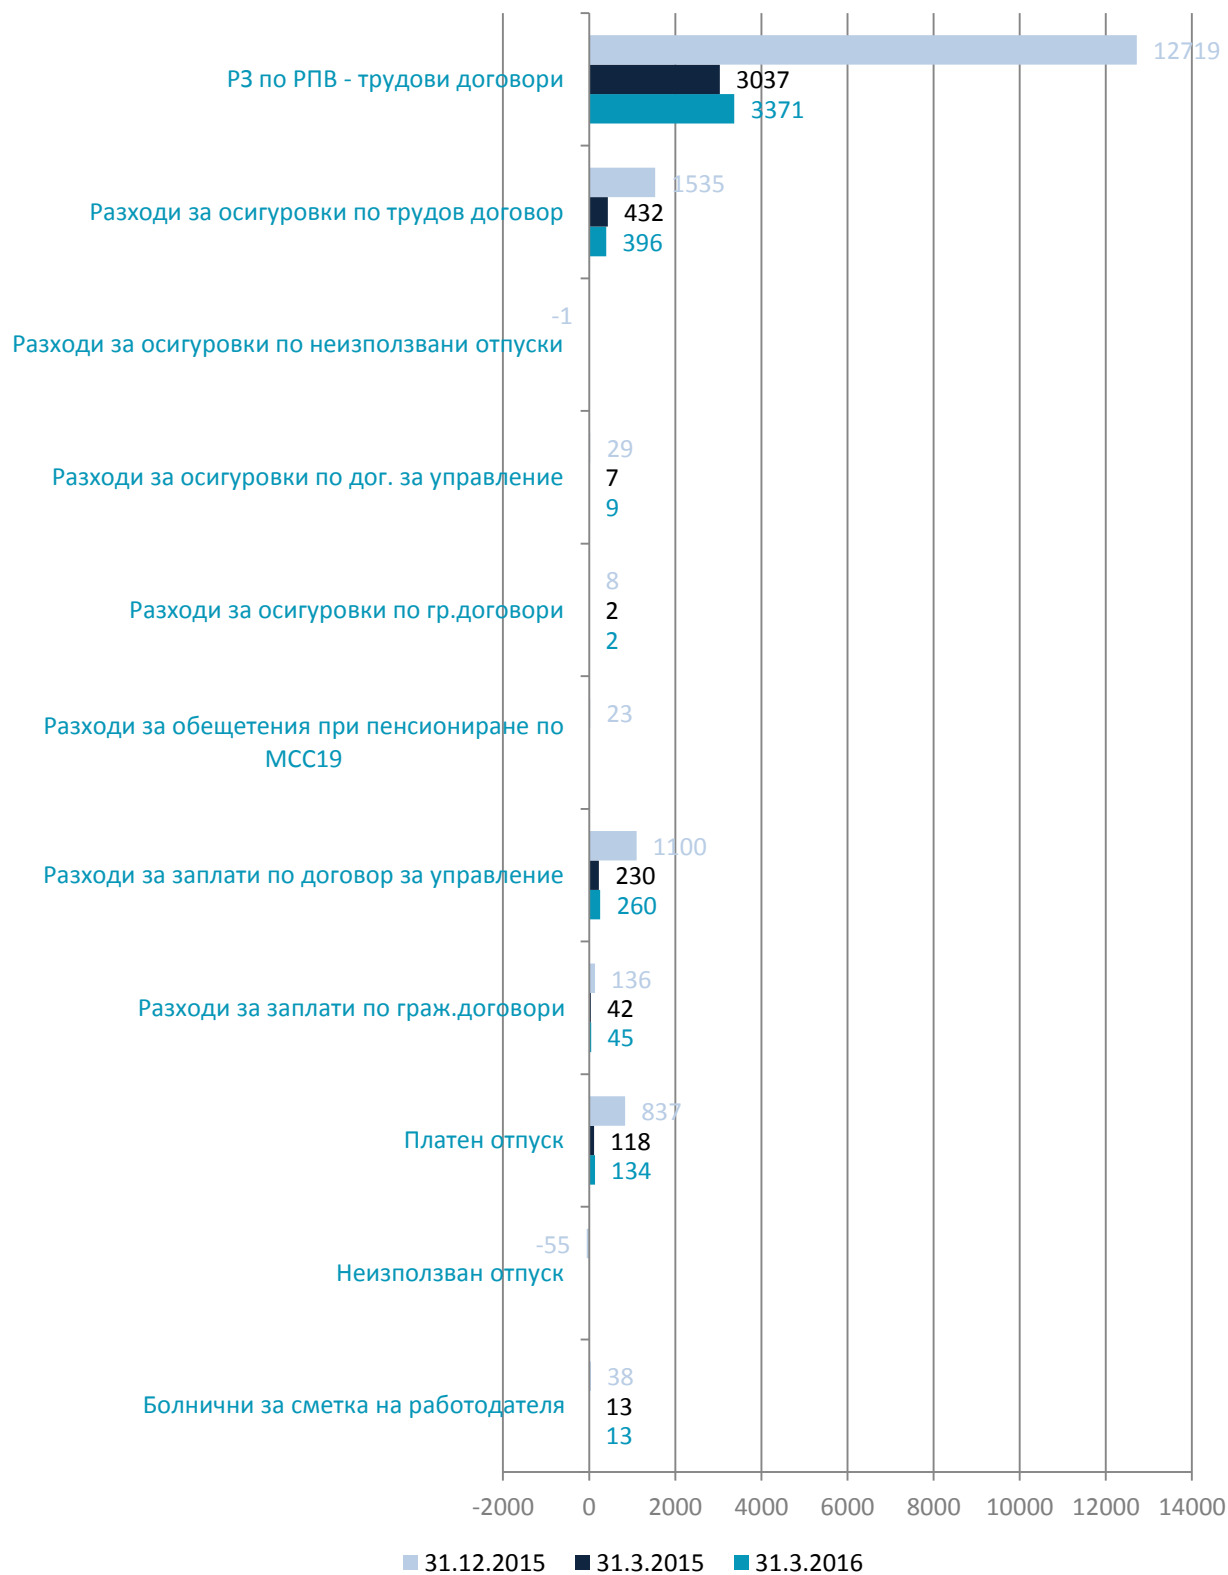 12719
РЗ по РПВ - трудови договори
3037
3371
1535
Разходи за осигуровки по трудов договор
432
396
-1
Разходи за осигуровки по неизползвани отпуски
29
Разходи за осигуровки по дог. за управление
7
9
8
Разходи за осигуровки по гр.договори
2
2
23
Разходи за обещетения при пенсиониране по
МСС19
1100
Разходи за заплати по договор за управление
230
260
136
Разходи за заплати по граж.договори
42
45
837
Платен отпуск
118
134
-55
Неизползван отпуск
38
Болнични за сметка на работодателя
13
13
-2000 0 2000 4000 6000 8000 10000 12000 14000
31.12.2015 31.3.2015 31.3.2016